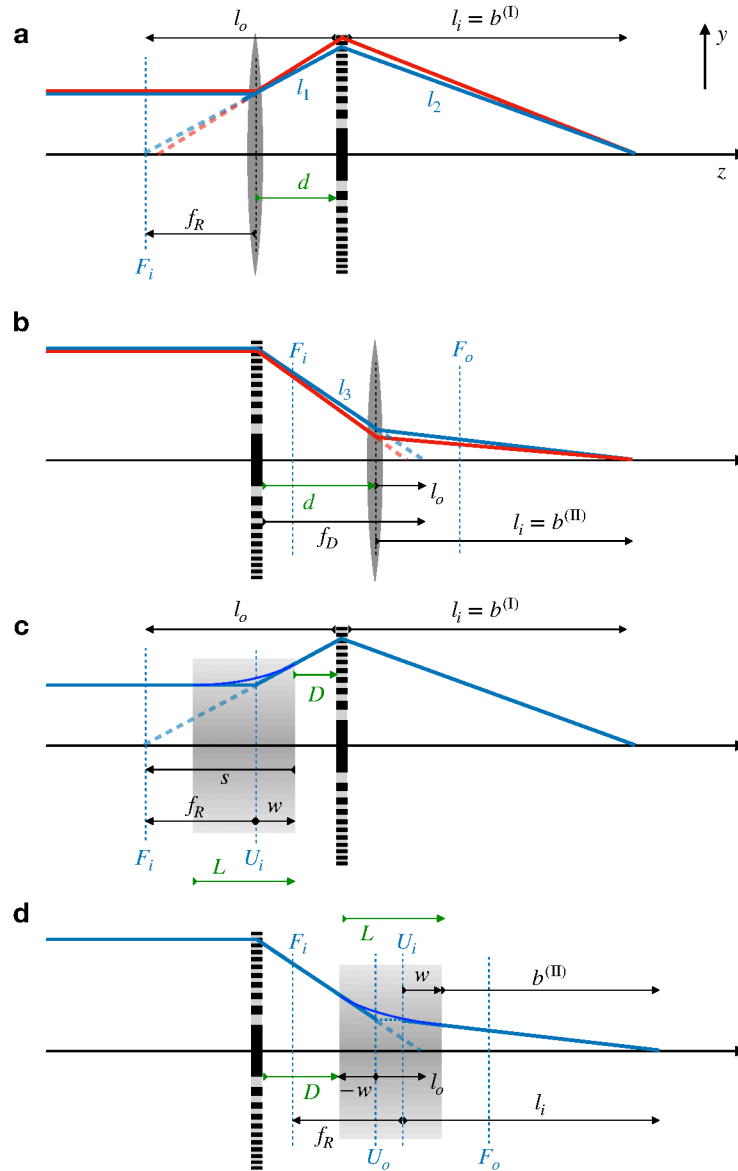 a
l_o
l_i = b^(I)
y
l_1
l_2
d
z
f_R
F_i
b
F_i
F_o
l_3
d
l_o
f_D
l_i = b^(II)
c
l_o
l_i = b^(I)
D
s
f_R
w
F_i
U_i
L
d
L
F_i
U_i
w
b^(II)
D
−w
l_o
f_R
l_i
U_o
F_o